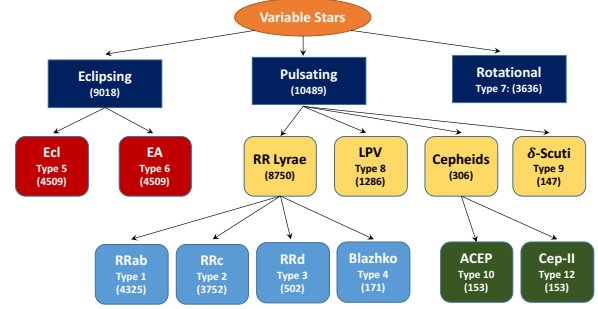 Variable Stars
Eclipsing
(9018)
Pulsating
(10489)
Rotational
Type 7: (3636)
Ecl
Type 5
(4509)
EA
Type 6
(4509)
RR Lyrae
(8750)
LPV
Type 8
(1286)
Cepheids
(306)
δ-Scuti
Type 9
(147)
RRab
Type 1
(4325)
RRc
Type 2
(3752)
RRd
Type 3
(502)
Blazhko
Type 4
(171)
ACEP
Type 10
(153)
Cep-II
Type 12
(153)